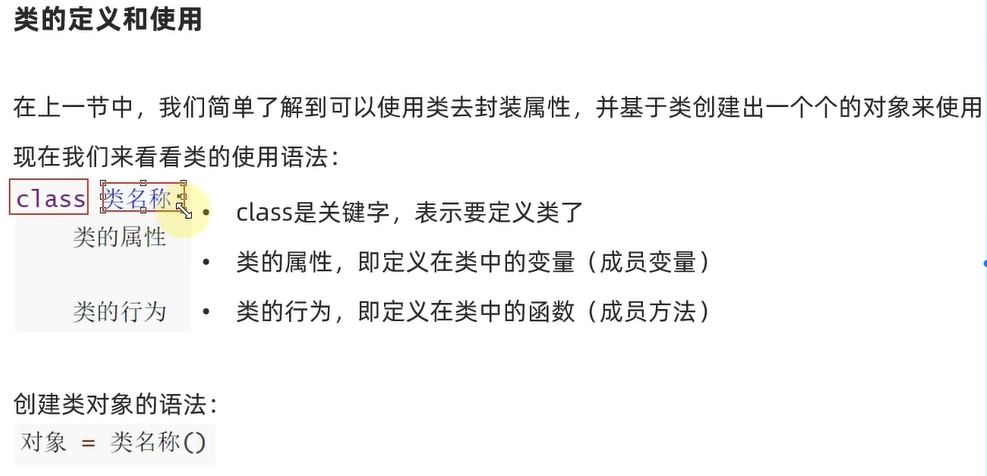 类的定义和使用
在上一节中，我们简单了解到可以使用类去封装属性，并基于类创建出一个个的对象来使用
现在我们来看看类的使用语法：
class 类名称:
类的属性
类的行为
• class是关键字，表示要定义类了
• 类的属性，即定义在类中的变量（成员变量）
• 类的行为，即定义在类中的函数（成员方法）
创建类对象的语法：
对象 = 类名称()